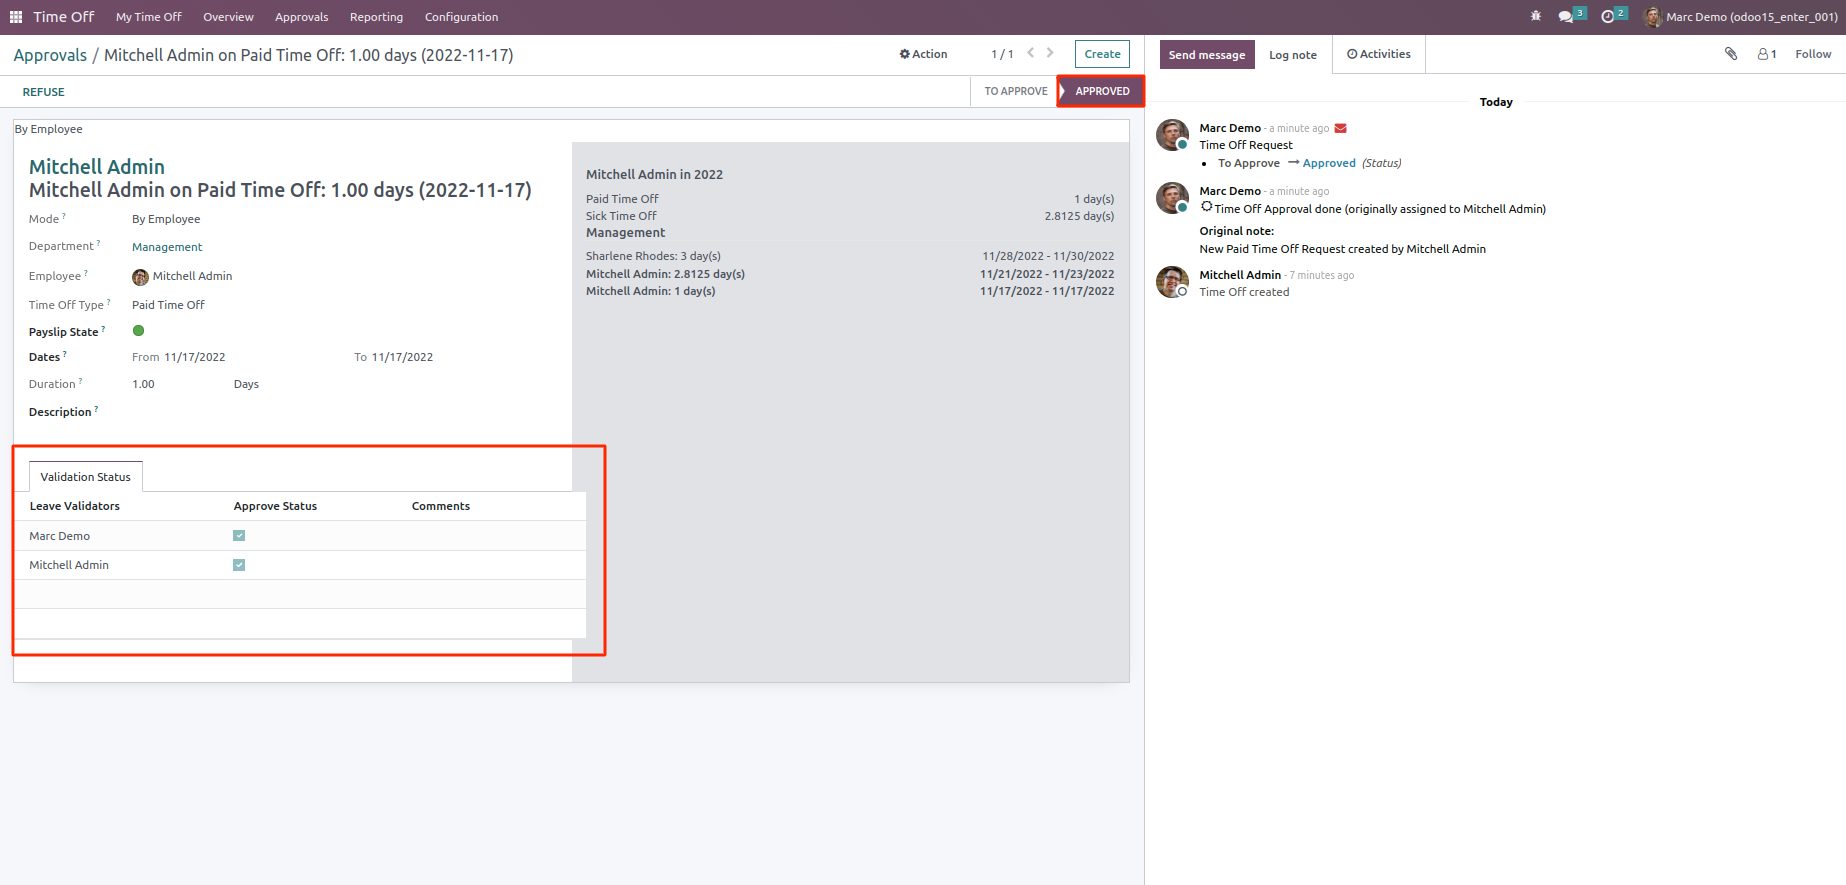 Time Off My Time Off Overview Approvals Reporting Configuration 3 2 Marc Demo (odoo15_enter_001)
Approvals / Mitchell Admin on Paid Time Off: 1.00 days (2022-11-17) Action 1 / 1 Create
REFUSE TO APPROVE APPROVED
By Employee
Mitchell Admin
Mitchell Admin on Paid Time Off: 1.00 days (2022-11-17)
Mode ? By Employee
Department ? Management
Employee ? Mitchell Admin
Time Off Type ? Paid Time Off
Payslip State ?
Dates ? From 11/17/2022 To 11/17/2022
Duration ? 1.00 Days
Description ?
Mitchell Admin in 2022
Paid Time Off 1 day(s)
Sick Time Off 2.8125 day(s)
Management
Sharlene Rhodes: 3 day(s) 11/28/2022 - 11/30/2022
Mitchell Admin: 2.8125 day(s) 11/21/2022 - 11/23/2022
Mitchell Admin: 1 day(s) 11/17/2022 - 11/17/2022
Validation Status
Leave Validators Approve Status Comments
Marc Demo
Mitchell Admin
Send message Log note Activities 1 Follow
Today
Marc Demo - a minute ago
Time Off Request
• To Approve → Approved (Status)
Marc Demo - a minute ago
Time Off Approval done (originally assigned to Mitchell Admin)
Original note:
New Paid Time Off Request created by Mitchell Admin
Mitchell Admin - 7 minutes ago
Time Off created